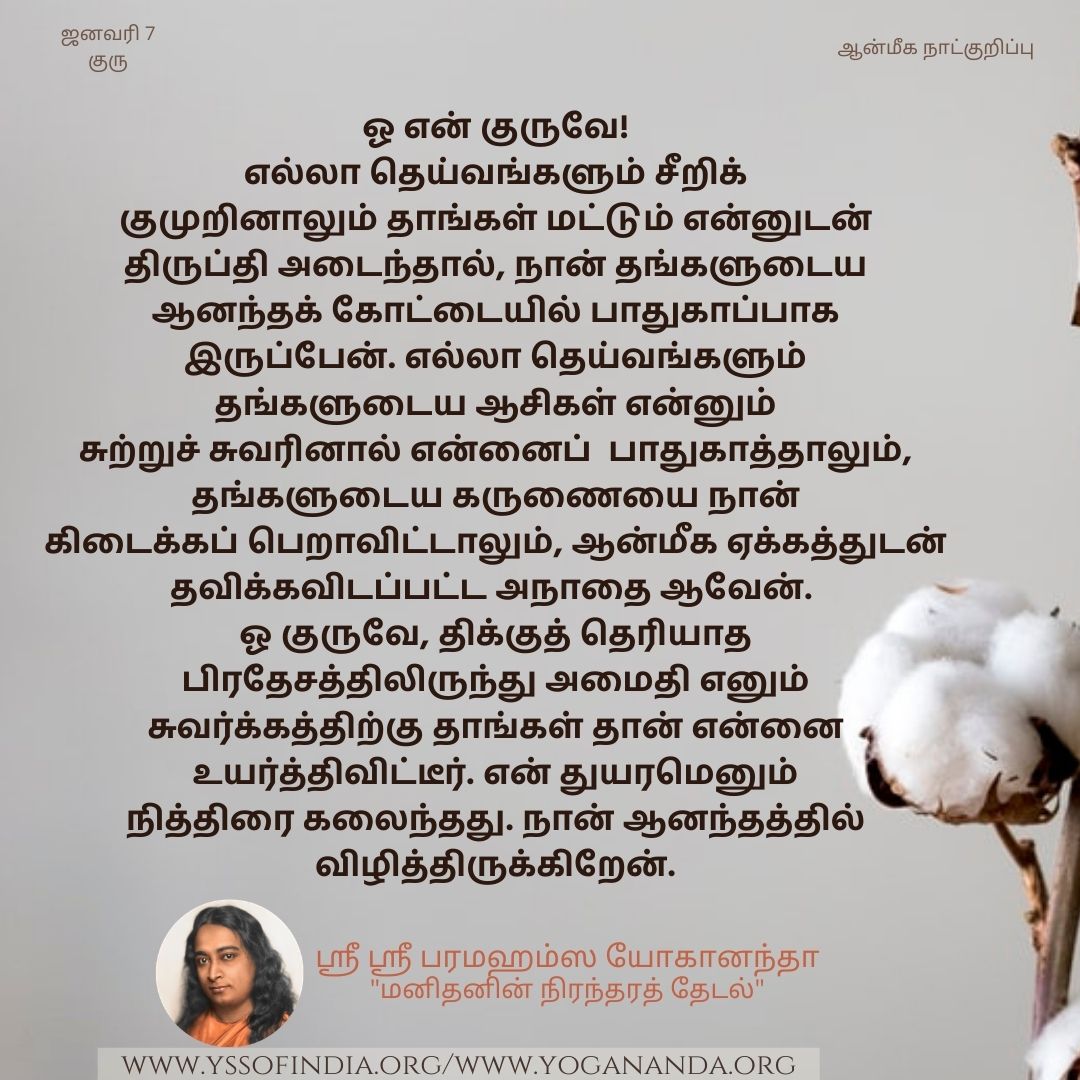 ஜனவரி 7
குரு
ஆன்மீக நாட்குறிப்பு
ஓ என் குருவே!
எல்லா தெய்வங்களும் சீறிக்
குமுறினாலும் தாங்கள் மட்டும் என்னுடன்
திருப்தி அடைந்தால், நான் தங்களுடைய
ஆனந்தக் கோட்டையில் பாதுகாப்பாக
இருப்பேன். எல்லா தெய்வங்களும்
தங்களுடைய ஆசிகள் என்னும்
சுற்றுச் சுவரினால் என்னைப் பாதுகாத்தாலும்,
தங்களுடைய கருணையை நான்
கிடைக்கப் பெறாவிட்டாலும், ஆன்மீக ஏக்கத்துடன்
தவிக்கவிடப்பட்ட அநாதை ஆவேன்.
ஓ குருவே, திக்குத் தெரியாத
பிரதேசத்திலிருந்து அமைதி எனும்
சுவர்க்கத்திற்கு தாங்கள் தான் என்னை
உயர்த்திவிட்டீர். என் துயரமெனும்
நித்திரை கலைந்தது. நான் ஆனந்தத்தில்
விழித்திருக்கிறேன்.
ஸ்ரீ ஸ்ரீ பரமஹம்ஸ யோகானந்தா
"மனிதனின் நிரந்தரத் தேடல்"
WWW.YSSOFINDIA.ORG/WWW.YOGANANDA.ORG